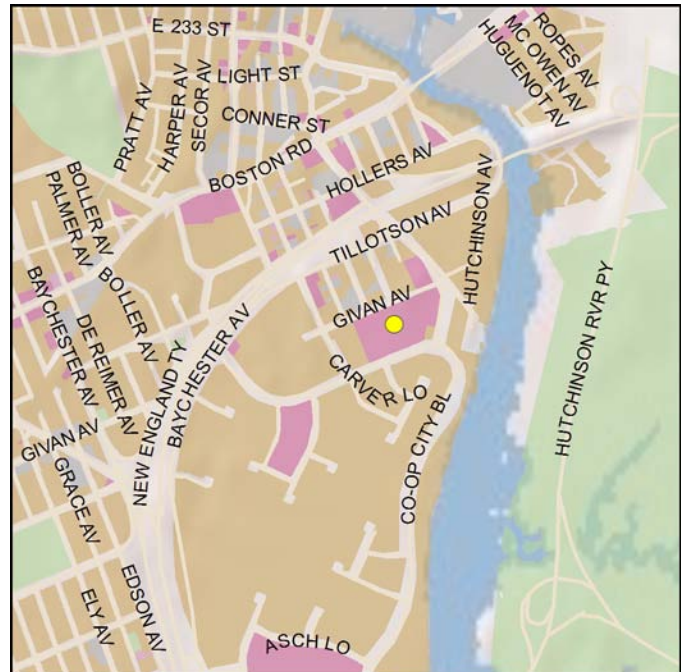 E 233 ST
ROPES AV
MC OWEN AV
HUGUENOT AV
LIGHT ST
PRATT AV
HARPER AV
SECOR AV
CONNER ST
BOSTON RD
HOLLERS AV
BOLLER AV
PALMER AV
TILLOTSON AV
HUTCHINSON AV
BAYCHESTER AV
BOLLER AV
DE REIMER AV
GIVAN AV
HUTCHINSON RVR PY
NEW ENGLAND TY
BAYCHESTER AV
CARVER LO
CO-OP CITY BL
GIVAN AV
GRACE AV
EDSON AV
ELY AV
ASCH LO